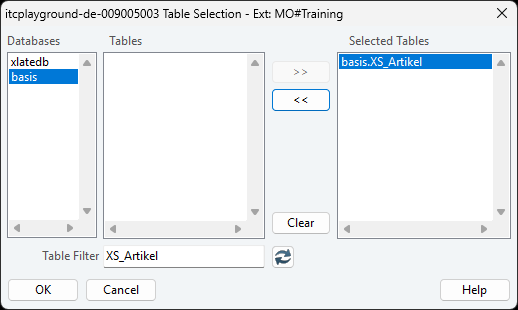 itcplayground-de-009005003 Table Selection - Ext: MO#Training
Databases
Tables
Selected Tables
xlatedb
basis
>>
<<
basis.XS_Artikel
Clear
Table Filter
XS_Artikel
OK
Cancel
Help